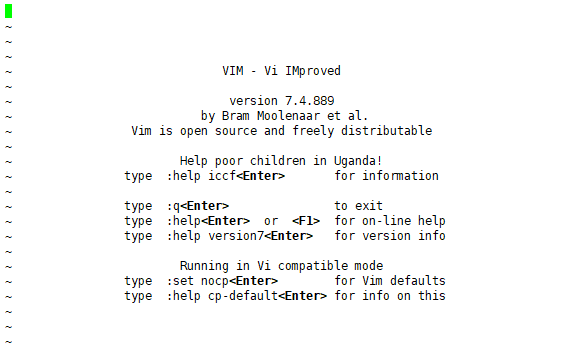 ~
~
~
~ VIM - Vi IMproved
~
~ version 7.4.889
~ by Bram Moolenaar et al.
~ Vim is open source and freely distributable
~
~ Help poor children in Uganda!
~ type :help iccf<Enter> for information
~
~ type :q<Enter> to exit
~ type :help<Enter> or <F1> for on-line help
~ type :help version7<Enter> for version info
~
~ Running in Vi compatible mode
~ type :set nocp<Enter> for Vim defaults
~ type :help cp-default<Enter> for info on this
~
~
~